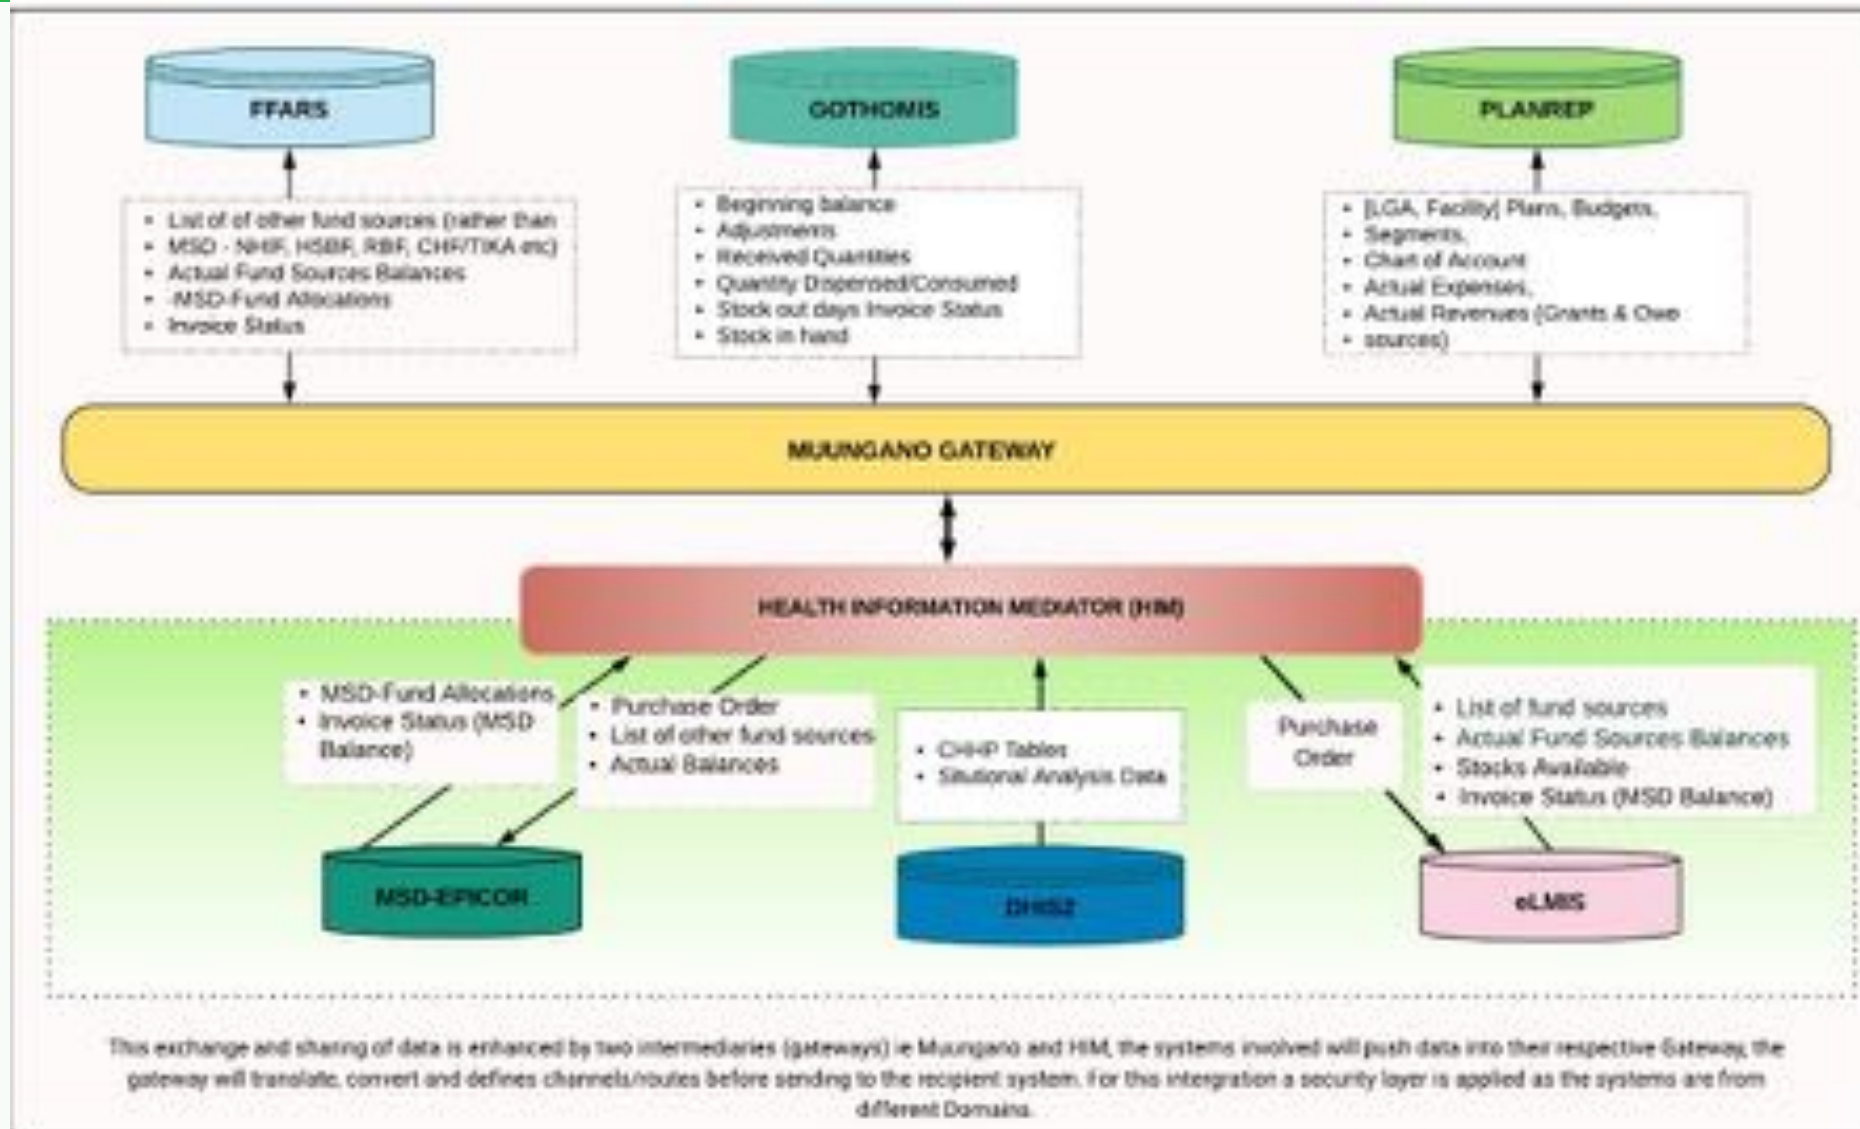 FFARS
GOTHOMIS
PLANREP
• List of of other fund sources (rather than
• MSD - NHIF, HSBF, RBF, CHF/TIKA etc)
• Actual Fund Sources Balances
• -MSD-Fund Allocations
• Invoice Status
• Beginning balance
• Adjustments
• Received Quantities
• Quantity Dispensed/Consumed
• Stock out days Invoice Status
• Stock in hand
• [LGA, Facility] Plans, Budgets,
• Segments,
• Chart of Account
• Actual Expenses,
• Actual Revenues (Grants & Owe
• sources)
MUUNGANO GATEWAY
HEALTH INFORMATION MEDIATOR (HIM)
• MSD-Fund Allocations
• Invoice Status (MSD
Balance)
• Purchase Order
• List of other fund sources
• Actual Balances
• CHHP Tables
• Situtional Analysis Data
Purchase
Order
• List of fund sources
• Actual Fund Sources Balances
• Stocks Available
• Invoice Status (MSD Balance)
MSD-EPICOR
DHIS2
eLMIS
This exchange and sharing of data is enhanced by two intermediaries (gateways) ie Muungano and HIM, the systems involved will push data into their respective Gateway, the
gateway will translate, convert and defines channels/routes before sending to the recipient system. For this intergration a security layer is applied as the systems are from
different Domains.